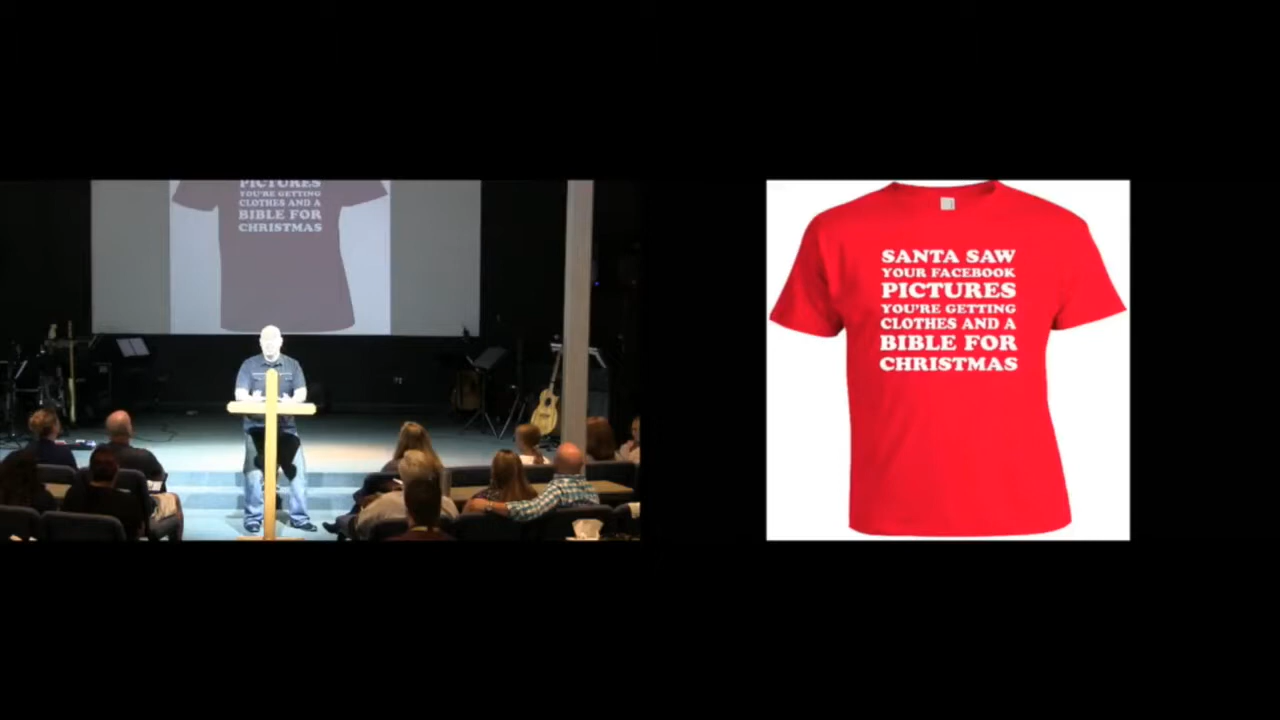 PICTURES
YOU'RE GETTING
CLOTHES AND A
BIBLE FOR
CHRISTMAS
SANTA SAW
YOUR FACEBOOK
PICTURES
YOU'RE GETTING
CLOTHES AND A
BIBLE FOR
CHRISTMAS